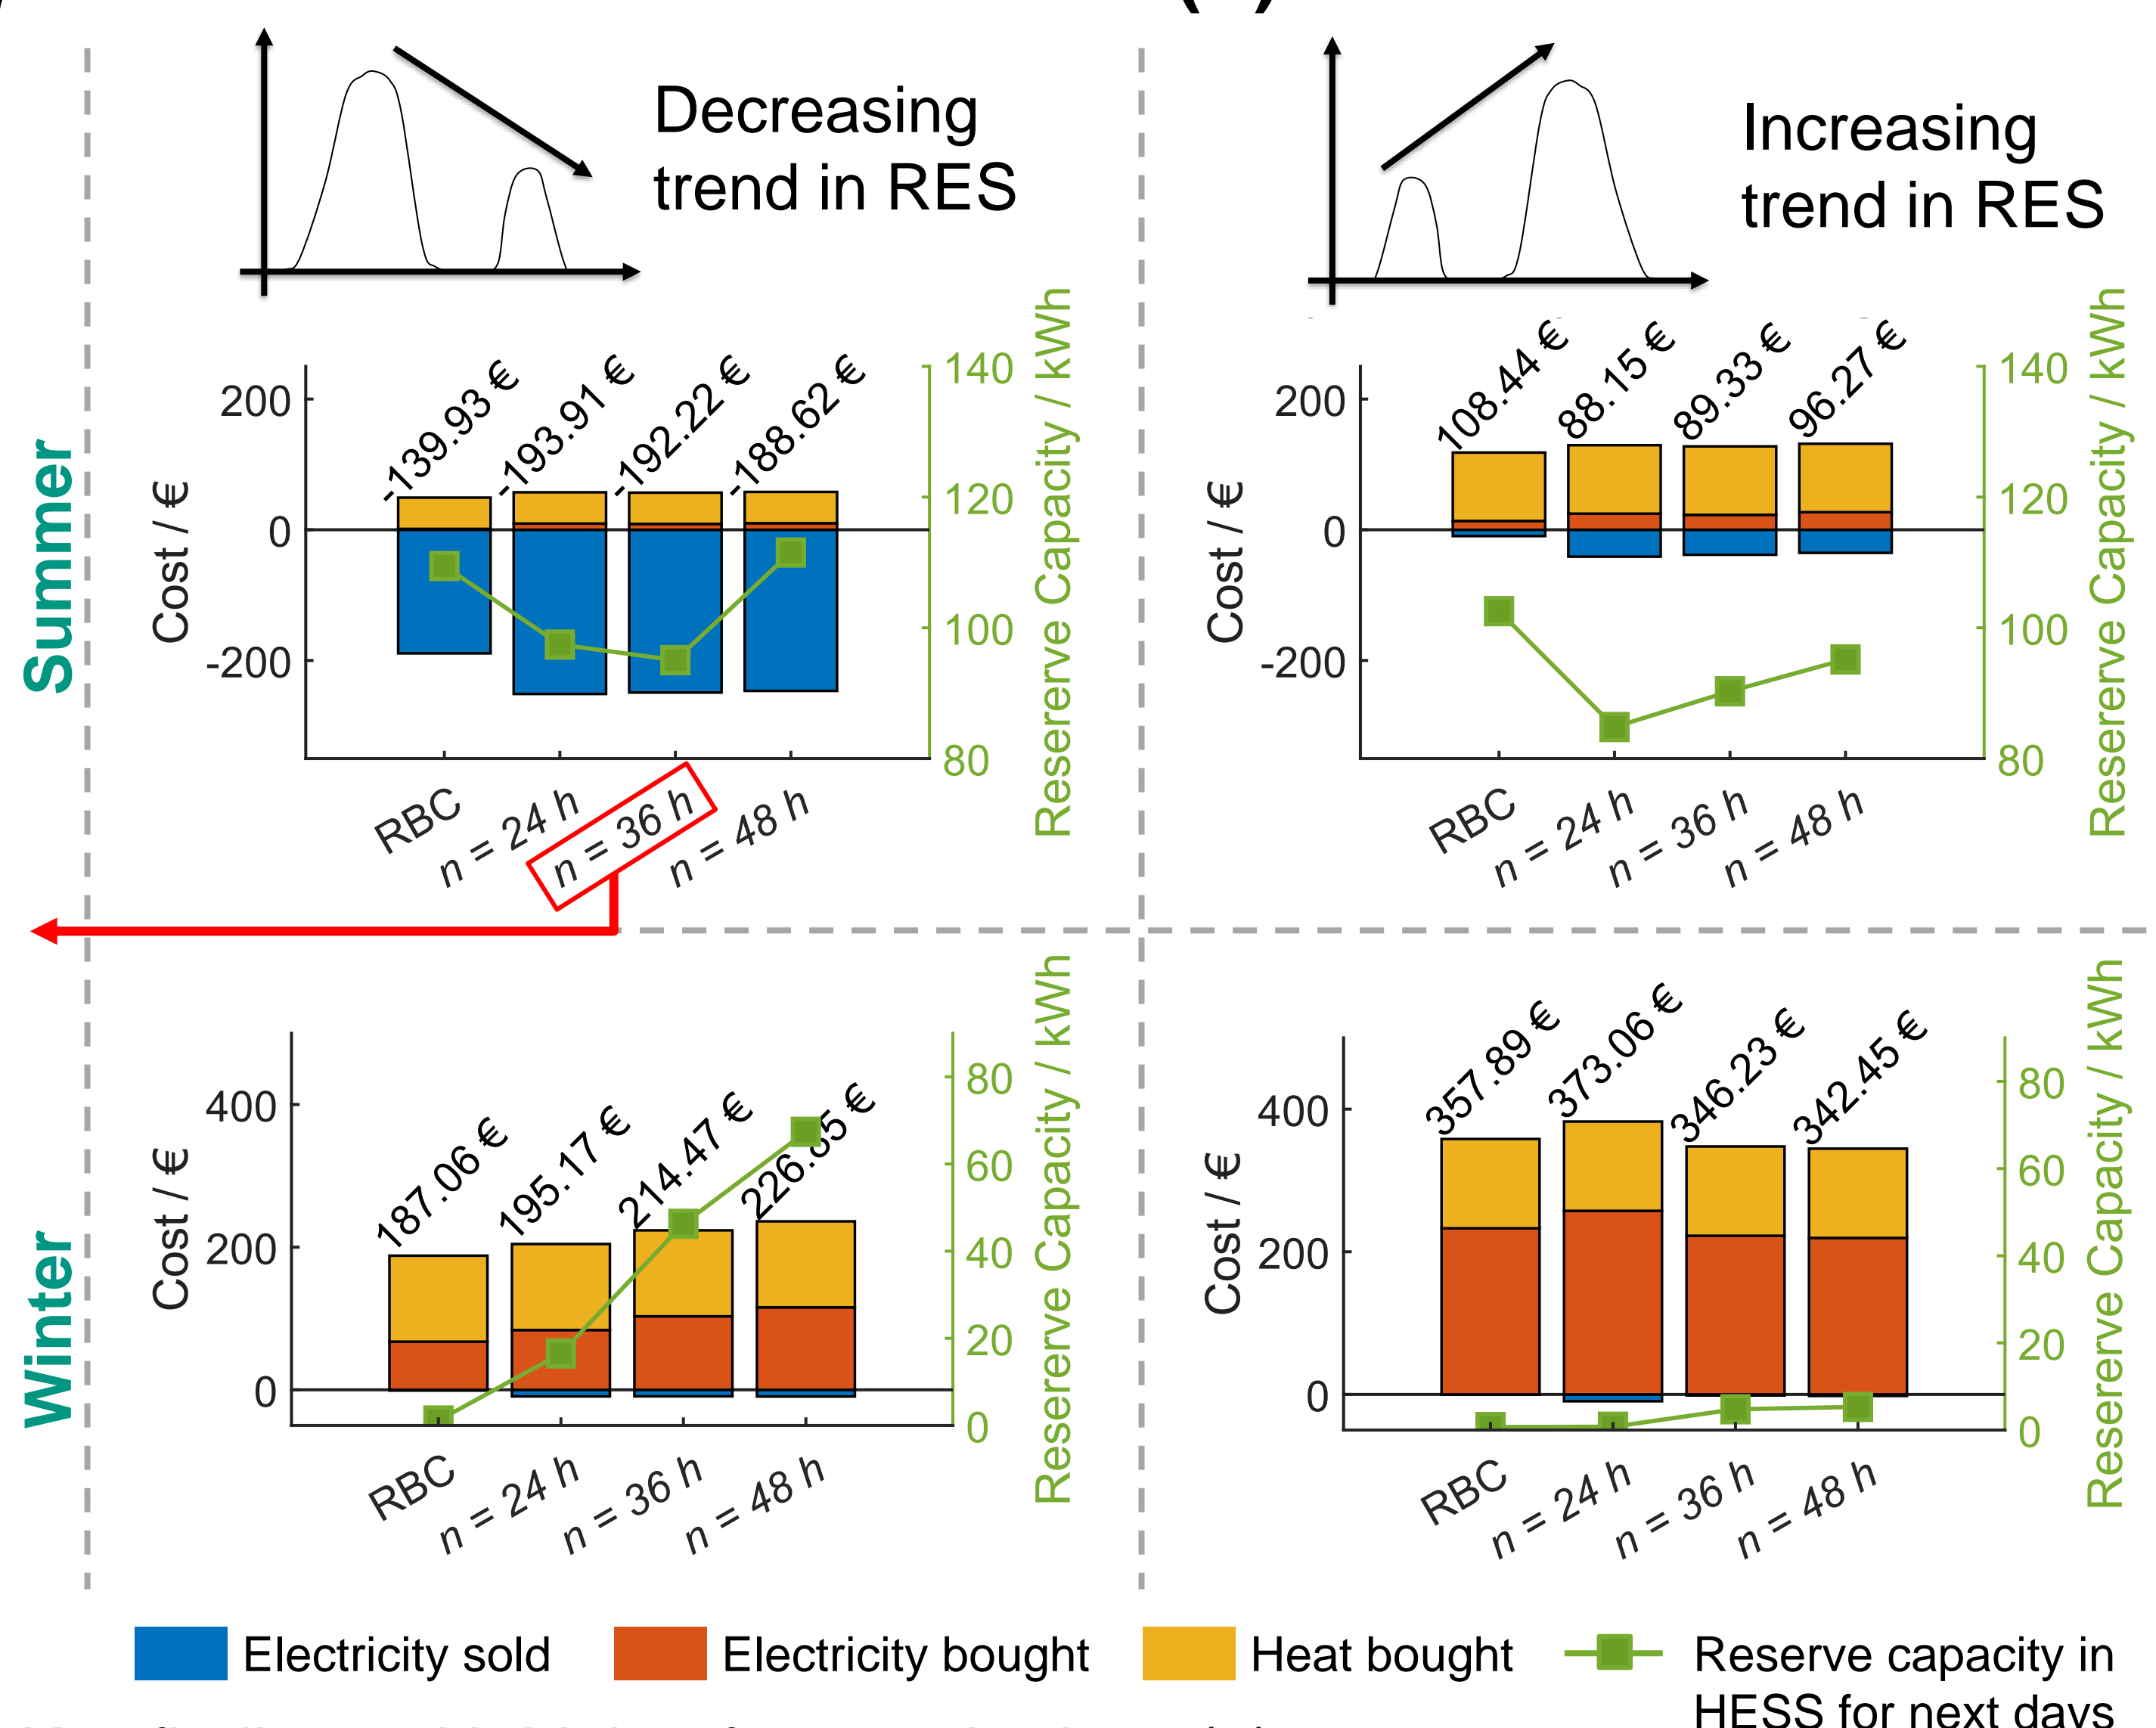 Decreasing
trend in RES
Increasing
trend in RES
Summer
Cost / €
200
0
-200
-139.93 €
-193.91 €
-192.22 €
-188.62 €
140
120
100
80
Resererve Capacity / kWh
RBC
n = 24 h
n = 36 h
n = 48 h
Cost / €
200
0
-200
108.44 €
88.15 €
89.33 €
96.27 €
140
120
100
80
Resererve Capacity / kWh
RBC
n = 24 h
n = 36 h
n = 48 h
Winter
Cost / €
400
200
0
187.06 €
195.17 €
214.47 €
80
60
40
20
0
Resererve Capacity / kWh
RBC
n = 24 h
n = 36 h
n = 48 h
Cost / €
400
200
0
357.89 €
373.06 €
346.23 €
342.45 €
80
60
40
20
0
Resererve Capacity / kWh
RBC
n = 24 h
n = 36 h
n = 48 h
Electricity sold
Electricity bought
Heat bought
Reserve capacity in
HESS for next days